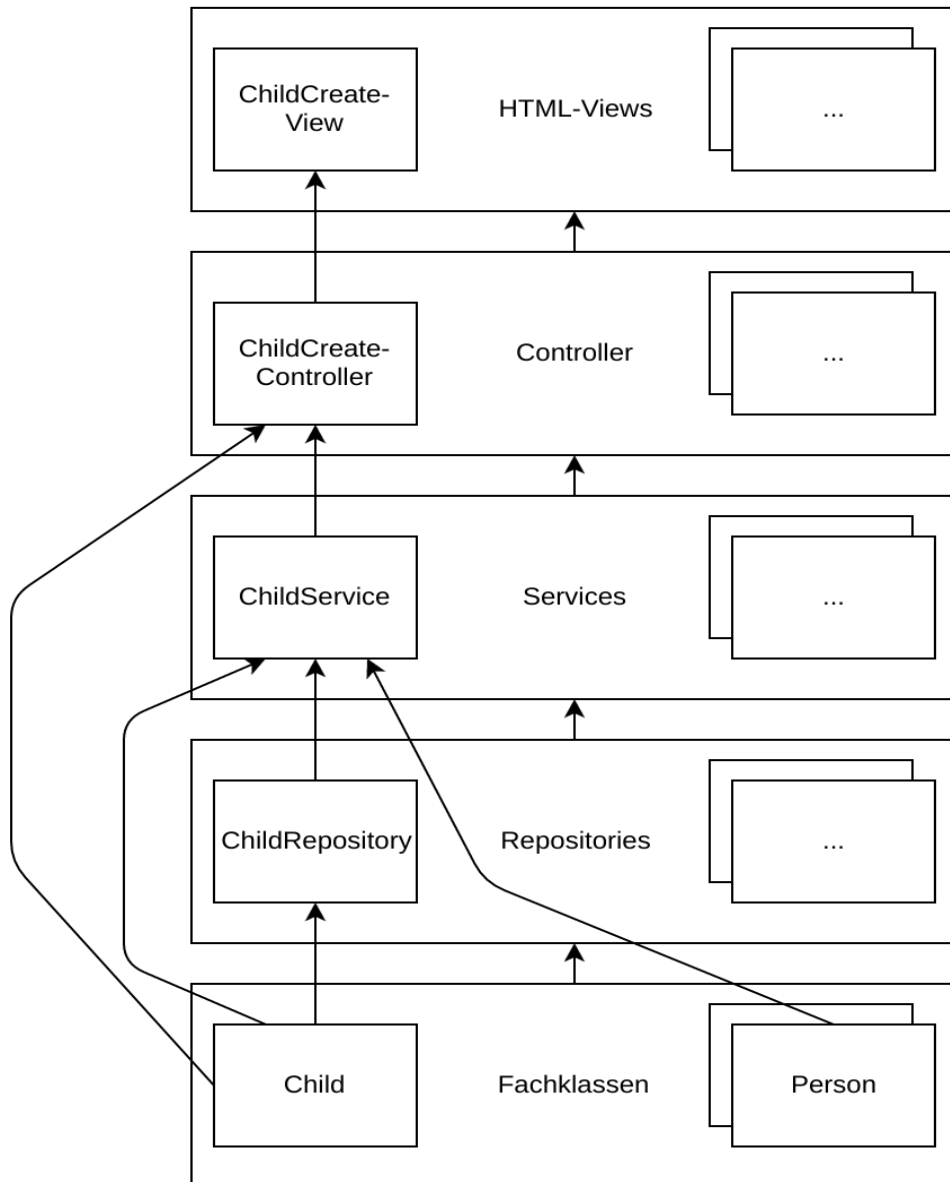 ChildCreate-
View
HTML-Views
...
ChildCreate-
Controller
Controller
...
ChildService
Services
...
ChildRepository
Repositories
...
Child
Fachklassen
Person